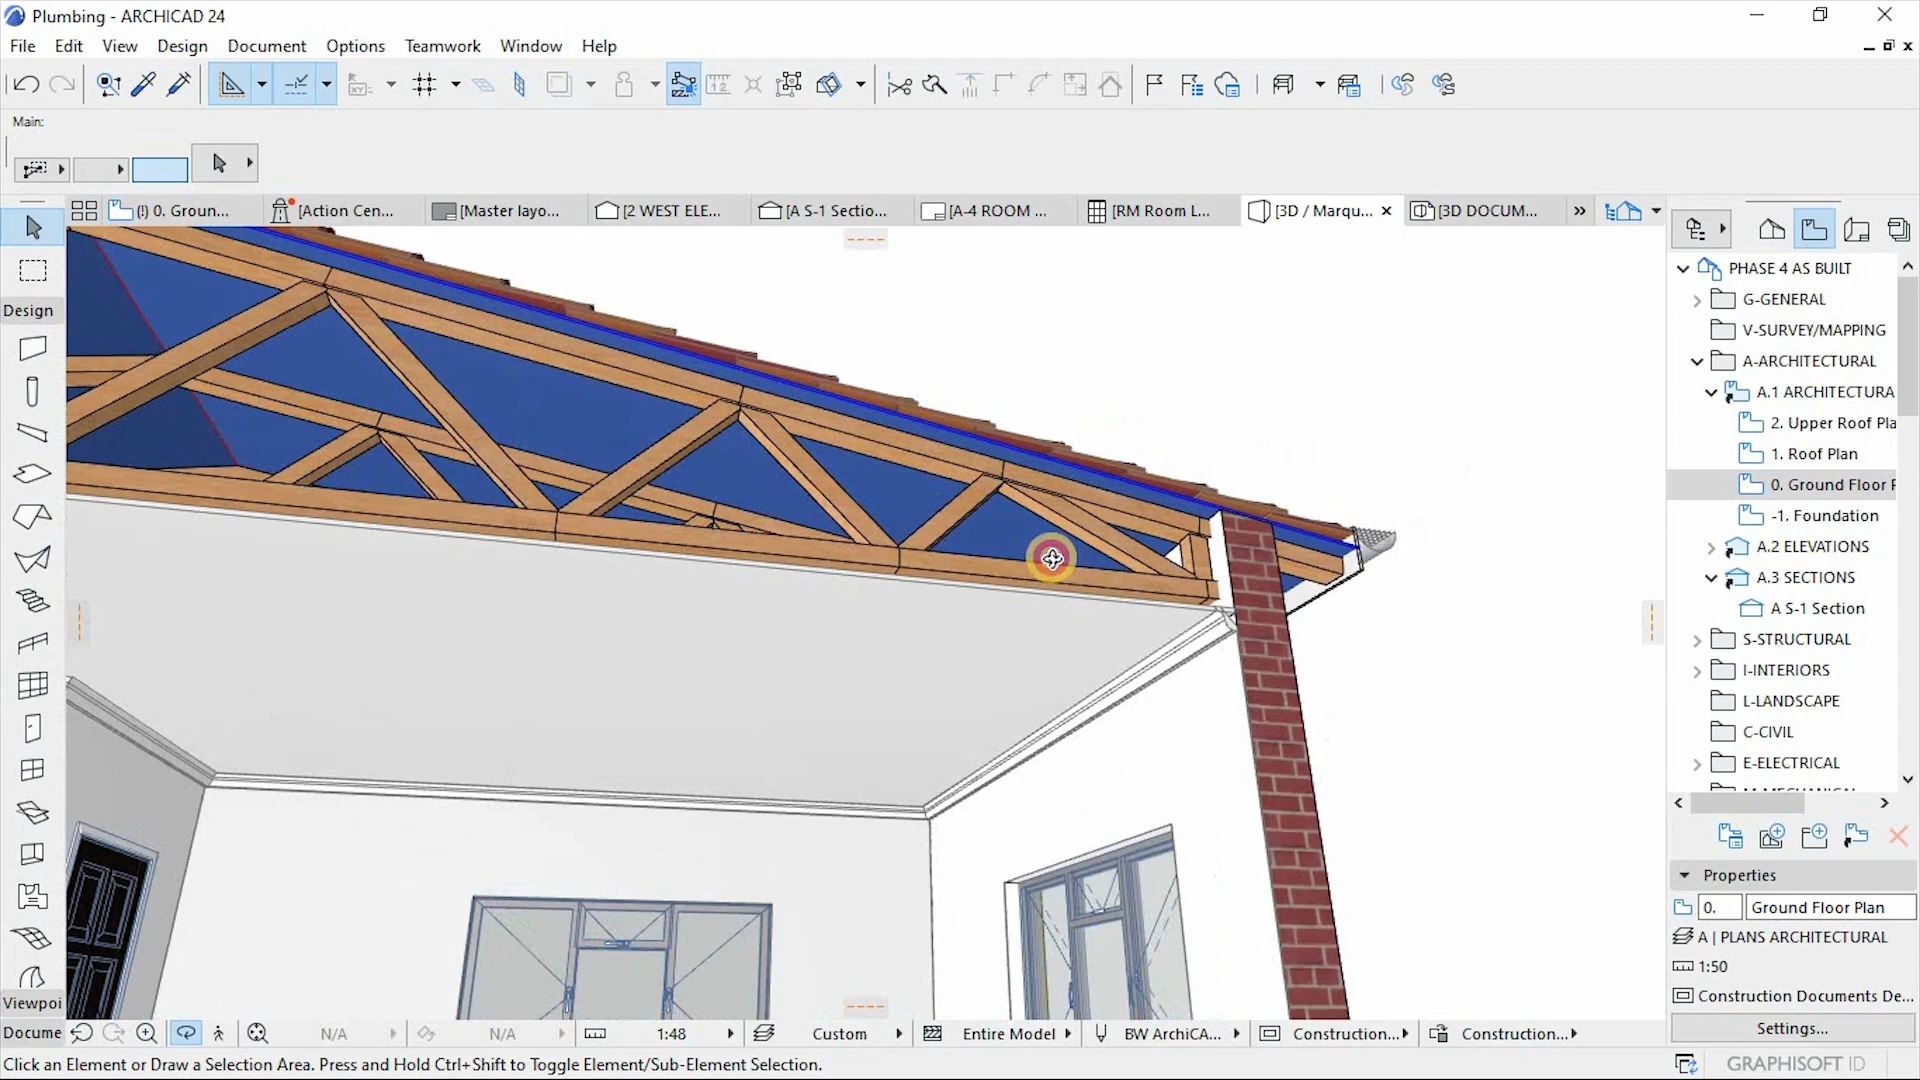 Plumbing - ARCHICAD 24
File Edit View Design Document Options Teamwork Window Help
Main:
(!) 0. Groun... [Action Cen... [Master layo... [2 WEST ELE... [A S-1 Sectio... [A-4 ROOM ... [RM Room L... [3D / Marqu... [3D DOCUM...
Design
PHASE 4 AS BUILT
G-GENERAL
V-SURVEY/MAPPING
A-ARCHITECTURAL
A.1 ARCHITECTURA
2. Upper Roof Pla
1. Roof Plan
0. Ground Floor P
-1. Foundation
A.2 ELEVATIONS
A.3 SECTIONS
A S-1 Section
S-STRUCTURAL
I-INTERIORS
L-LANDSCAPE
C-CIVIL
E-ELECTRICAL
Properties
0. Ground Floor Plan
A | PLANS ARCHITECTURAL
1:50
Construction Documents De...
Settings...
Viewpoi
Docume N/A N/A 1:48 Custom Entire Model BW ArchiCA... Construction... Construction...
Click an Element or Draw a Selection Area. Press and Hold Ctrl+Shift to Toggle Element/Sub-Element Selection.
GRAPHISOFT ID